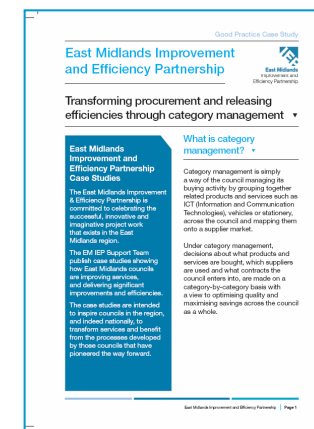 Good Practice Case Study
East Midlands Improvement
and Efficiency Partnership
East Midlands
Improvement and
Efficiency Partnership
Transforming procurement and releasing
efficiencies through category management
East Midlands
Improvement and
Efficiency Partnership
Case Studies
The East Midlands Improvement
& Efficiency Partnership is
committed to celebrating the
successful, innovative and
imaginative project work
that exists in the East
Midlands region.
The EM IEP Support Team
publish case studies showing
how East Midlands councils
are improving services,
and delivering significant
improvements and efficiencies.
The case studies are intended
to inspire councils in the region,
and indeed nationally, to
transform services and benefit
from the processes developed
by those councils that have
pioneered the way forward.
What is category
management?
Category management is simply
a way of the council managing its
buying activity by grouping together
related products and services such as
ICT (Information and Communication
Technologies), vehicles or stationery,
across the council and mapping them
onto a supplier market.
Under category management,
decisions about what products and
services are bought, which suppliers
are used and what contracts the
council enters into, are made on a
category-by-category basis with
a view to optimising quality and
maximising savings across the council
as a whole.
East Midlands Improvement and Efficiency Partnership | Page 1